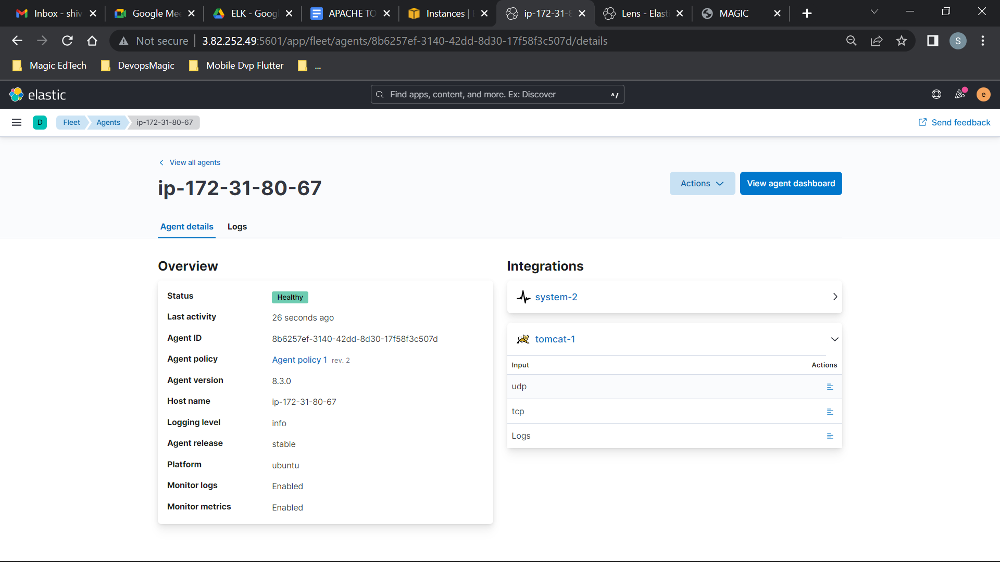 Inbox - shiv
Google Mee
ELK - Goog
APACHE TO
Instances |
ip-172-31-8
Lens - Elasti
MAGIC
Not secure
3.82.252.49:5601/app/fleet/agents/8b6257ef-3140-42dd-8d30-17f58f3c507d/details
S
Magic EdTech
DevopsMagic
Mobile Dvp Flutter
...
elastic
Find apps, content, and more. Ex: Discover
^/
e
D
Fleet
Agents
ip-172-31-80-67
Send feedback
View all agents
ip-172-31-80-67
Actions
View agent dashboard
Agent details
Logs
Overview
Status
Healthy
Last activity
26 seconds ago
Agent ID
8b6257ef-3140-42dd-8d30-17f58f3c507d
Agent policy
Agent policy 1 rev. 2
Agent version
8.3.0
Host name
ip-172-31-80-67
Logging level
info
Agent release
stable
Platform
ubuntu
Monitor logs
Enabled
Monitor metrics
Enabled
Integrations
system-2
tomcat-1
Input
Actions
udp
tcp
Logs